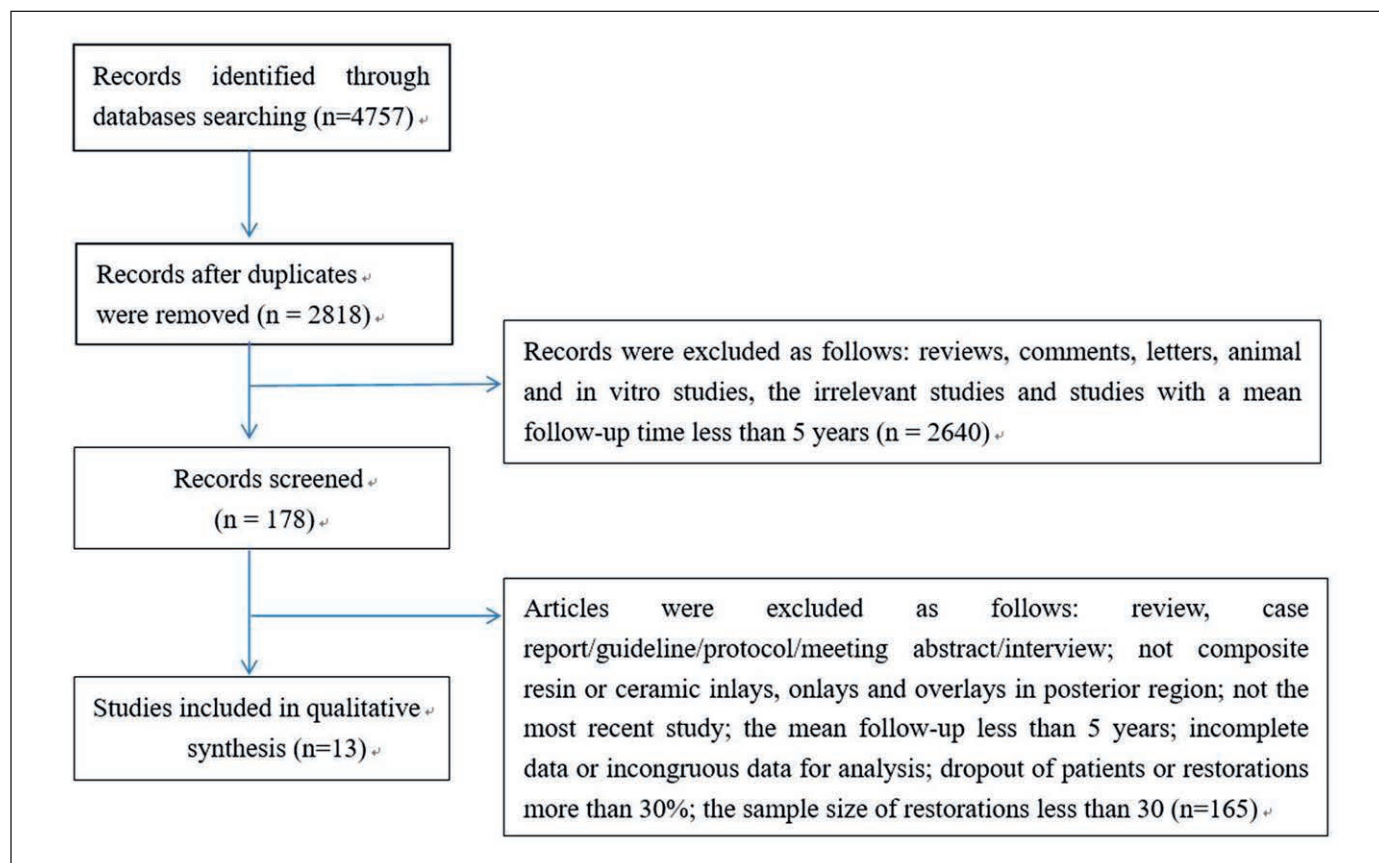 Records identified through
databases searching (n=4757)
Records after duplicates
were removed (n = 2818)
Records were excluded as follows: reviews, comments, letters, animal
and in vitro studies, the irrelevant studies and studies with a mean
follow-up time less than 5 years (n = 2640)
Records screened
(n = 178)
Articles were excluded as follows: review, case
report/guideline/protocol/meeting abstract/interview; not composite
resin or ceramic inlays, onlays and overlays in posterior region; not the
most recent study; the mean follow-up less than 5 years; incomplete
data or incongruous data for analysis; dropout of patients or restorations
more than 30%; the sample size of restorations less than 30 (n=165)
Studies included in qualitative
synthesis (n=13)